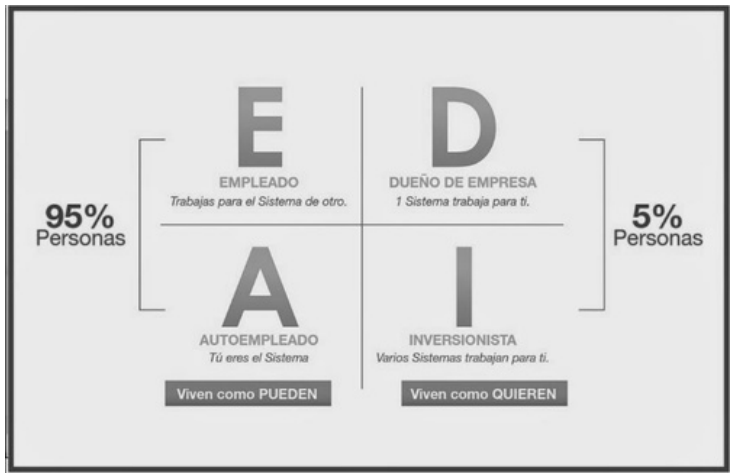 E
EMPLEADO
Trabajas para el Sistema de otro.
D
DUEÑO DE EMPRESA
1 Sistema trabaja para ti.
95%
Personas
5%
Personas
A
AUTOEMPLEADO
Tú eres el Sistema
I
INVERSIONISTA
Varios Sistemas trabajan para ti.
Viven como PUEDEN
Viven como QUIEREN